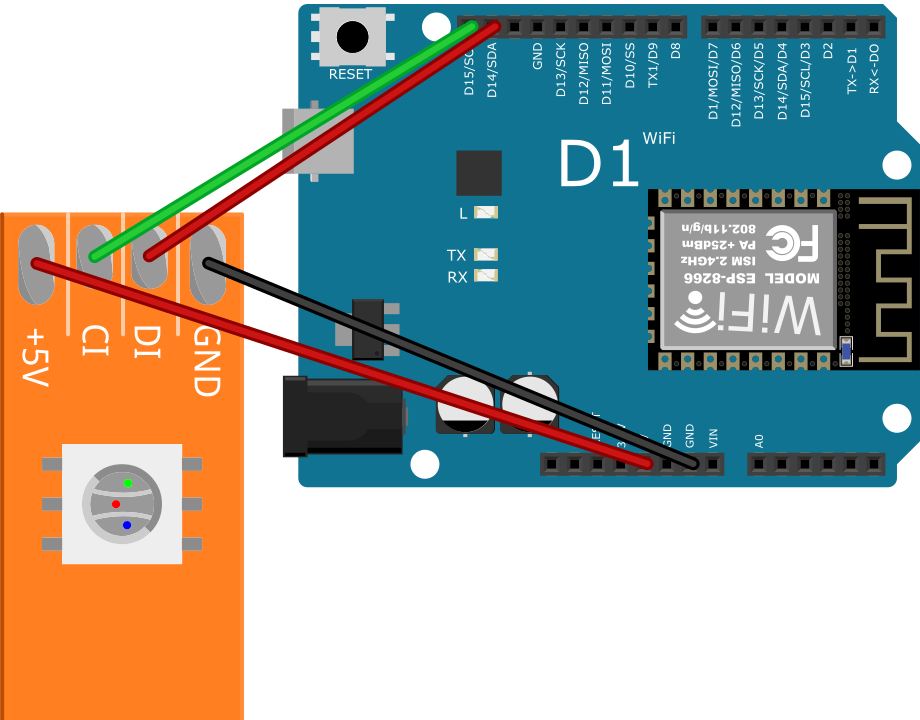 RESET
D15/SC
D14/SDA
GND
D13/SCK
D12/MISO
D11/MOSI
D10/SS
TX1/D9
D8
D1/MOSI/D7
D12/MISO/D6
D13/SCK/D5
D14/SDA/D4
D15/SCL/D3
D2
TX->D1
RX<-DO
D1
WiFi
L
TX
RX
MODEL ESP-8266
ISM 2.4GHz
PA +25dBm
802.11b/g/n
FC
WiFi
+5V
CI
DI
GND
GND
GND
VIN
A0